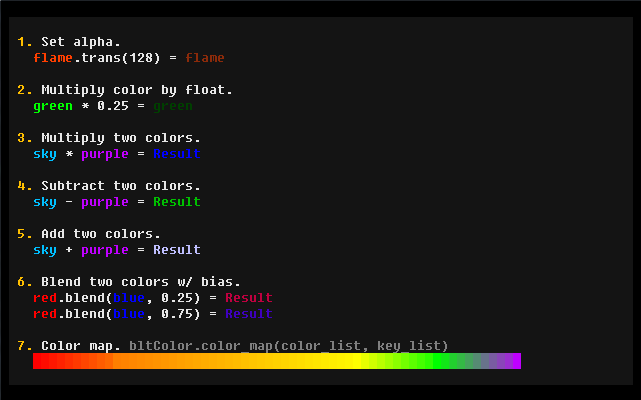 1. Set alpha.
flame.trans(128) = flame
2. Multiply color by float.
green * 0.25 = green
3. Multiply two colors.
sky * purple = Result
4. Subtract two colors.
sky - purple = Result
5. Add two colors.
sky + purple = Result
6. Blend two colors w/ bias.
red.blend(blue, 0.25) = Result
red.blend(blue, 0.75) = Result
7. Color map. bltColor.color_map(color_list, key_list)